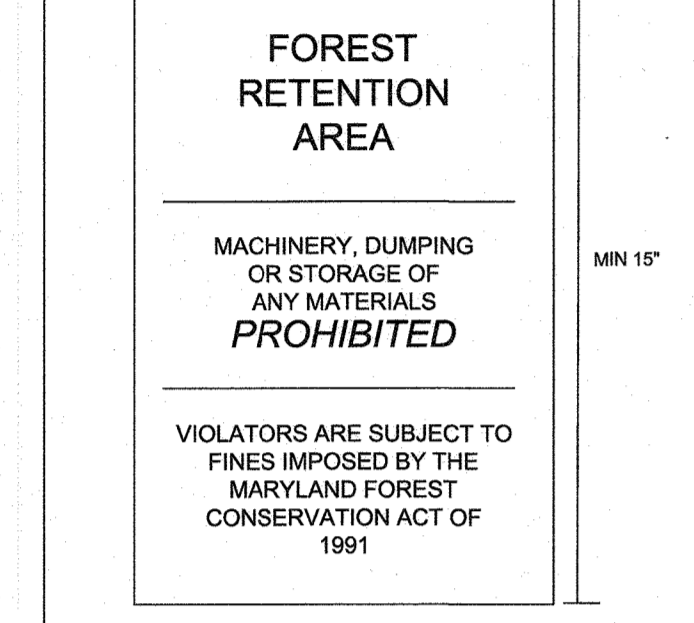 FOREST
RETENTION
AREA
MACHINERY, DUMPING
OR STORAGE OF
ANY MATERIALS
PROHIBITED
MIN 15"
VIOLATORS ARE SUBJECT TO
FINES IMPOSED BY THE
MARYLAND FOREST
CONSERVATION ACT OF
1991